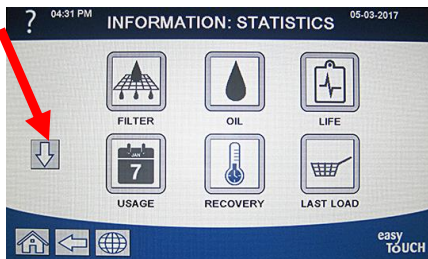 ? 04:31 PM INFORMATION: STATISTICS 05-03-2017
FILTER OIL LIFE
JAN
7
USAGE RECOVERY LAST LOAD
easy
TOUCH